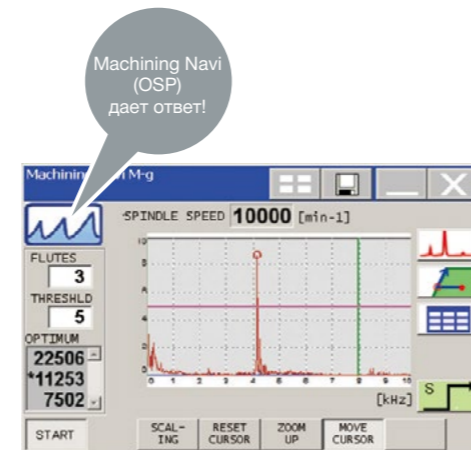 Machining Navi
(OSP)
дает ответ!
Machining M-g
SPINDLE SPEED 10000 [min-1]
FLUTES
3
THRESHLD
5
OPTIMUM
22506
*11253
7502
10
8
6
4
2
0
0 1 2 3 4 5 6 7 8 9 10
[kHz]
S
START
SCAL-
ING
RESET
CURSOR
ZOOM
UP
MOVE
CURSOR